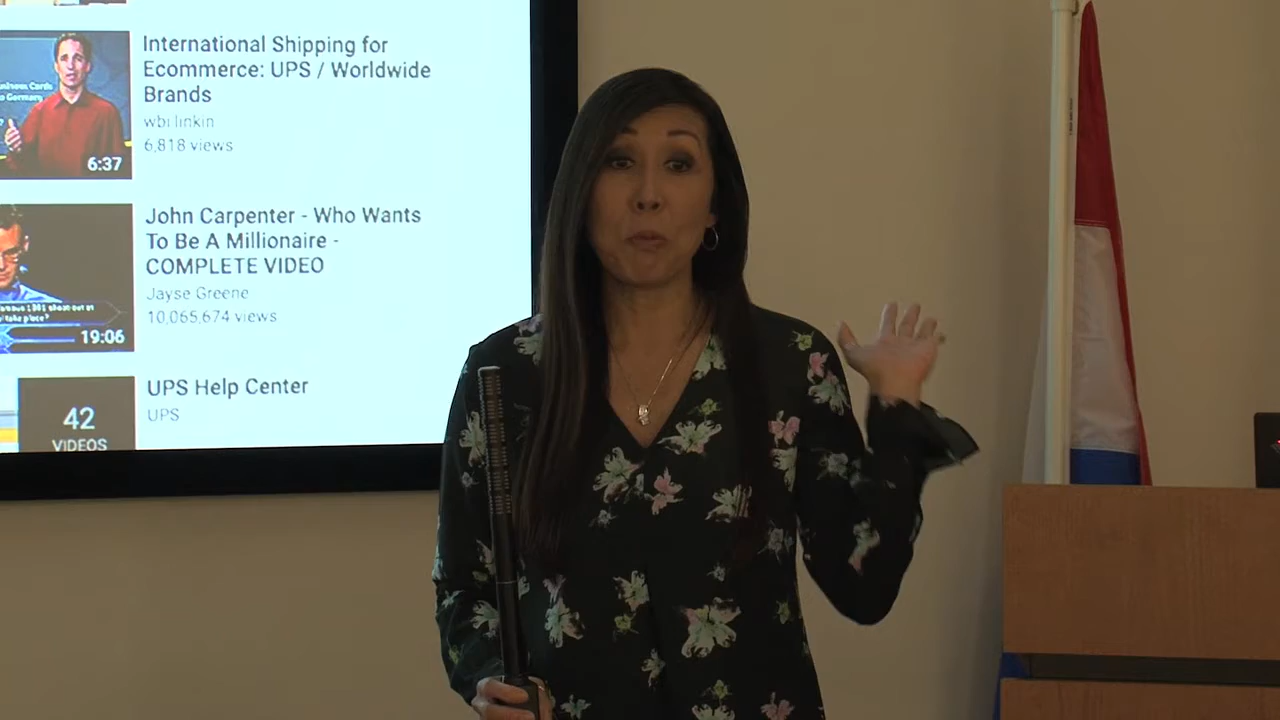 International Shipping for
Ecommerce: UPS / Worldwide
Brands
wbi linkin
6,818 views
6:37
John Carpenter - Who Wants
To Be A Millionaire -
COMPLETE VIDEO
Jayse Greene
10,065,674 views
19:06
UPS Help Center
UPS
42
VIDEOS